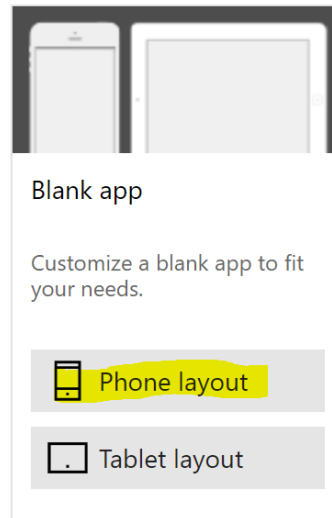 Blank app
Customize a blank app to fit
your needs.
Phone layout
Tablet layout